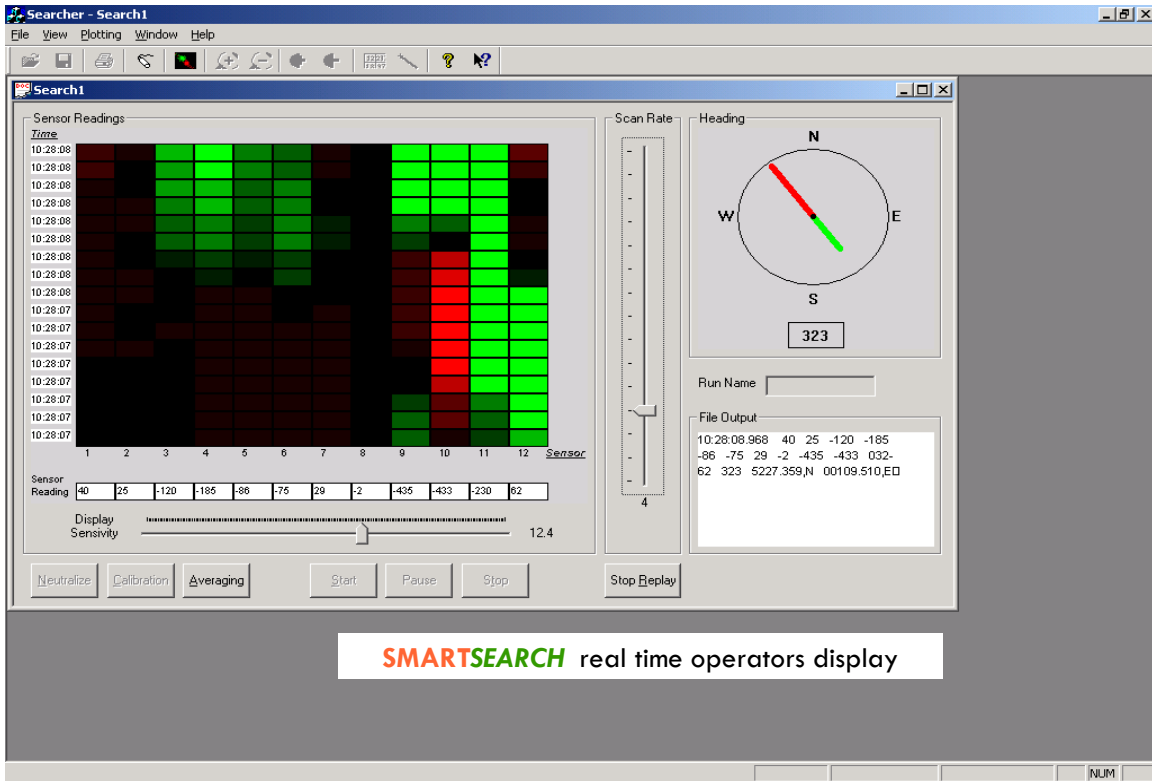 Searcher - Search1
File View Plotting Window Help
Search1
Sensor Readings
Time
10:28:08
10:28:08
10:28:08
10:28:08
10:28:08
10:28:08
10:28:08
10:28:08
10:28:08
10:28:07
10:28:07
10:28:07
10:28:07
10:28:07
10:28:07
10:28:07
10:28:07
1 2 3 4 5 6 7 8 9 10 11 12 Sensor
Sensor
Reading 40 25 -120 -185 -86 -75 29 -2 -435 -433 -230 62
Display
Sensivity 12.4
Scan Rate
4
Heading
N
W E
S
323
Run Name
File Output
10:28:08.968 40 25 -120 -185
-86 -75 29 -2 -435 -433 032-
62 323 5227.359,N 00109.510,E
Neutralize Calibration Averaging Start Pause Stop Stop Replay
SMARTSEARCH real time operators display
NUM